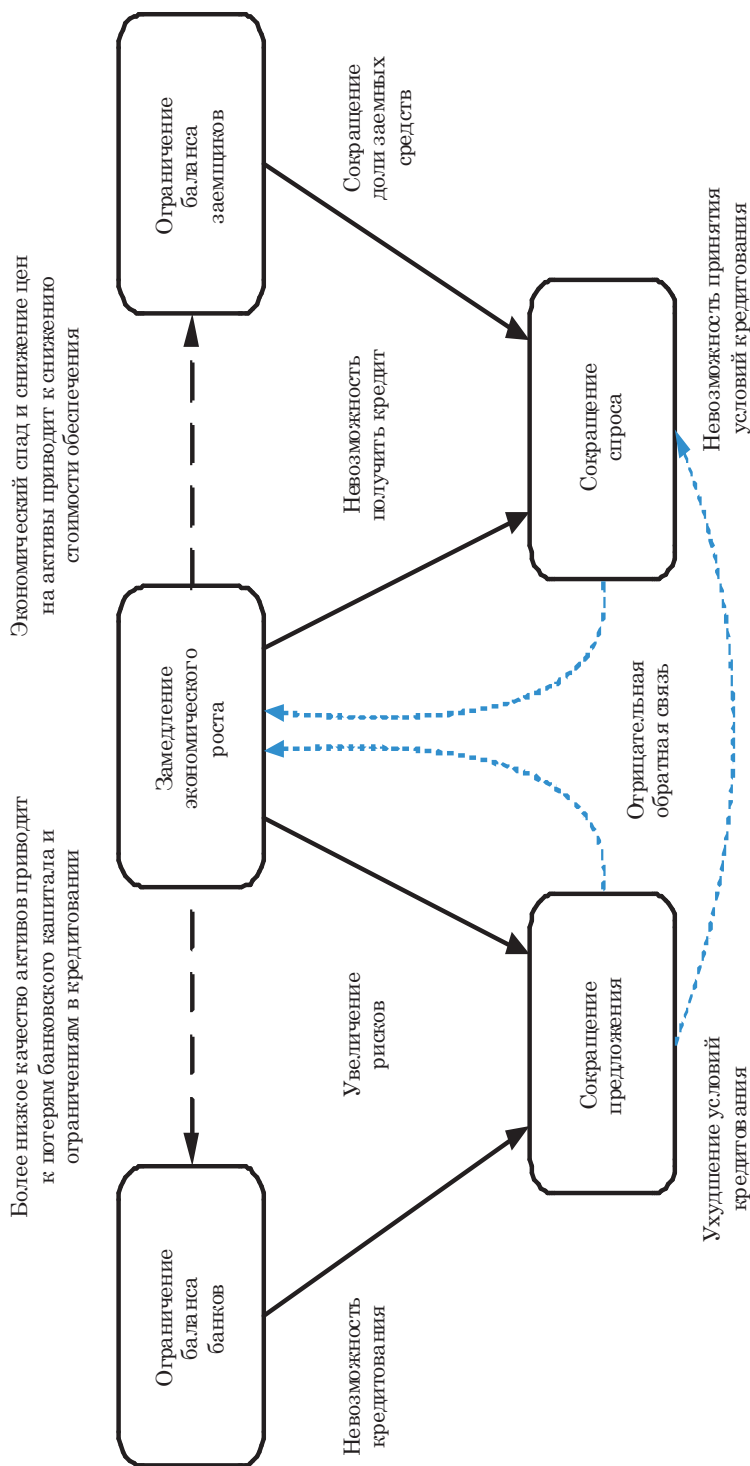 Более низкое качество активов приводит
к потерям банковского капитала и
ограничениям в кредитовании
Экономический спад и снижение цен
на активы приводит к снижению
стоимости обеспечения
Ограничение
баланса
банков
Замедление
экономического
роста
Ограничение
баланса
заемщиков
Невозможность
кредитования
Увеличение
рисков
Невозможность
получить кредит
Сокращение
доли заемных
средств
Сокращение
предложения
Отрицательная
обратная связь
Сокращение
спроса
Ухудшение условий
кредитования
Невозможность принятия
условий кредитования